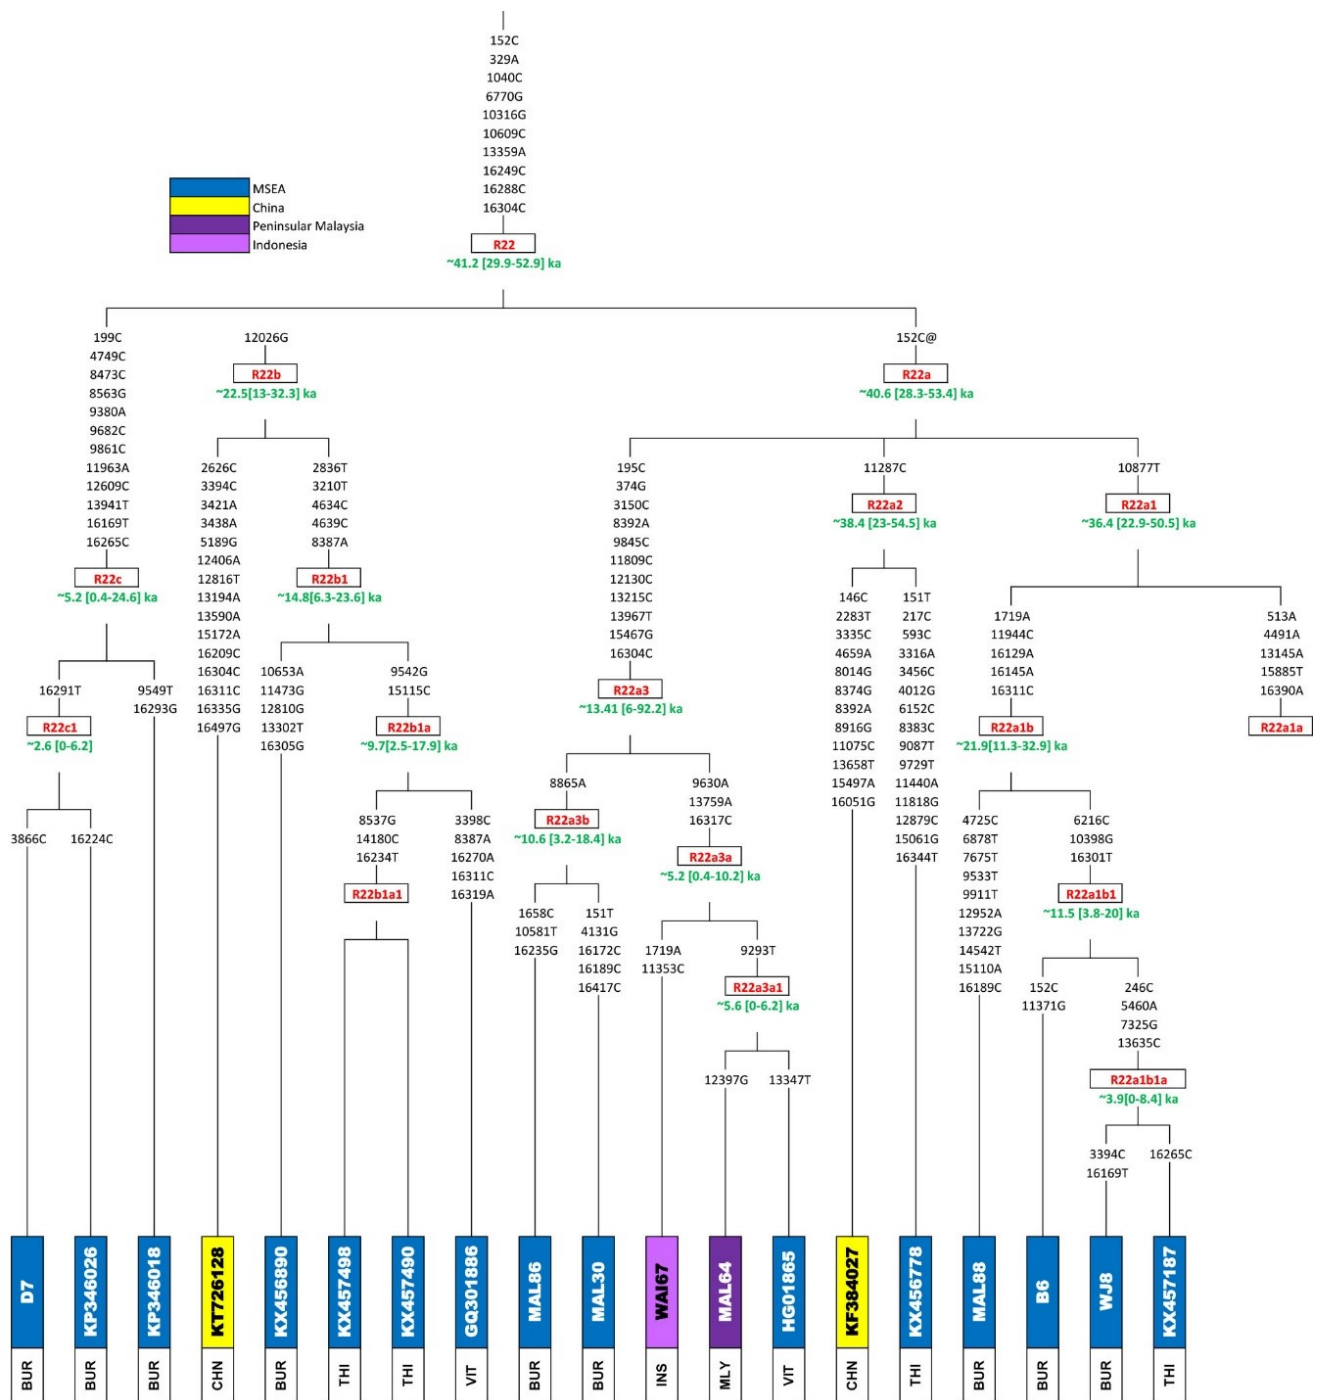 152C
329A
1040C
6770G
10316G
10609C
13359A
16249C
16288C
16304C
MSEA
China
Peninsular Malaysia
Indonesia
R22
~41.2 [29.9-52.9] ka
199C
4749C
8473C
8563G
9380A
9682C
9861C
11963A
12609C
13941T
16169T
16265C
R22c
~5.2 [0.4-24.6] ka
16291T
R22c1
~2.6 [0-6.2]
3866C
16224C
9549T
16293G
12026G
R22b
~22.5[13-32.3] ka
2626C
3394C
3421A
3438A
5189G
12406A
12816T
13194A
13590A
15172A
16209C
16304C
16311C
16335G
16497G
2836T
3210T
4634C
4639C
8387A
R22b1
~14.8[6.3-23.6] ka
10653A
11473G
12810G
13302T
16305G
9542G
15115C
R22b1a
~9.7[2.5-17.9] ka
8537G
14180C
16234T
R22b1a1
3398C
8387A
16270A
16311C
16319A
152C@
R22a
~40.6 [28.3-53.4] ka
195C
374G
3150C
8392A
9845C
11809C
12130C
13215C
13967T
15467G
16304C
R22a3
~13.41 [6-92.2] ka
8865A
R22a3b
~10.6 [3.2-18.4] ka
1658C
10581T
16235G
151T
4131G
16172C
16189C
16417C
9630A
13759A
16317C
R22a3a
~5.2 [0.4-10.2] ka
1719A
11353C
9293T
R22a3a1
~5.6 [0-6.2] ka
12397G
13347T
11287C
R22a2
~38.4 [23-54.5] ka
146C
2283T
3335C
4659A
8014G
8374G
8392A
8916G
11075C
13658T
15497A
16051G
151T
217C
593C
3316A
3456C
4012G
6152C
8383C
9087T
9729T
11440A
11818G
12879C
15061G
16344T
10877T
R22a1
~36.4 [22.9-50.5] ka
1719A
11944C
16129A
16145A
16311C
R22a1b
~21.9[11.3-32.9] ka
4725C
6878T
7675T
9533T
9911T
12952A
13722G
14542T
15110A
16189C
6216C
10398G
16301T
R22a1b1
~11.5 [3.8-20] ka
152C
11371G
246C
5460A
7325G
13635C
R22a1b1a
~3.9[0-8.4] ka
3394C
16169T
16265C
513A
4491A
13145A
15885T
16390A
R22a1a
D7
KP346026
KP346018
KT726128
KX456890
KX457498
KX457490
GQ301886
MAL86
MAL30
WAI67
MAL64
HG01865
KF384027
KX456778
MAL88
B6
WJ8
KX457187
BUR
BUR
BUR
CHN
BUR
THI
THI
VIT
BUR
BUR
INS
MLY
VIT
CHN
THI
BUR
BUR
BUR
THI